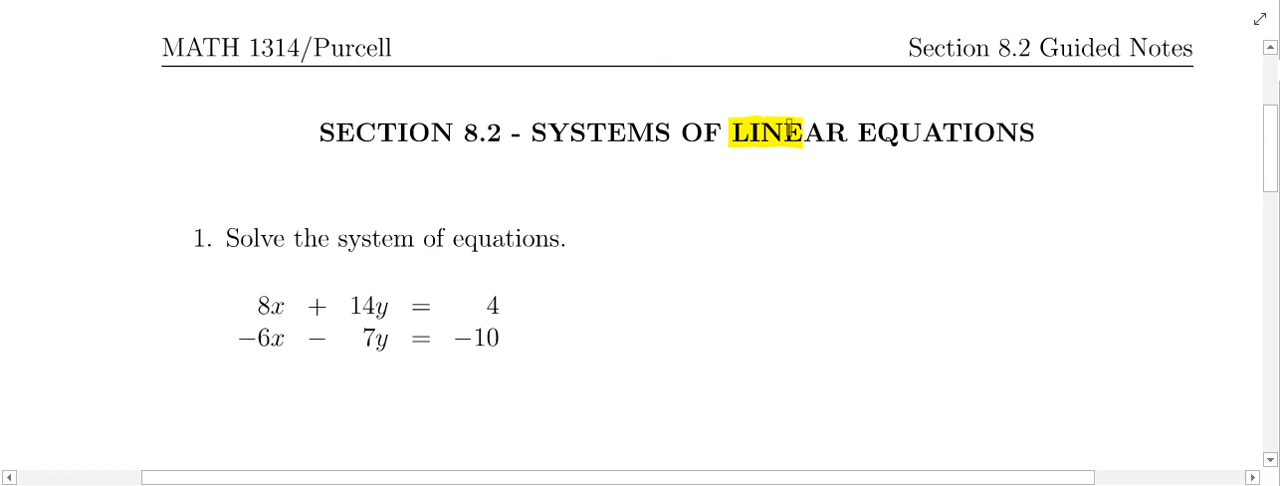 MATH 1314/Purcell Section 8.2 Guided Notes
SECTION 8.2 - SYSTEMS OF LINEAR EQUATIONS
1. Solve the system of equations.
8x + 14y = 4
−6x − 7y = −10